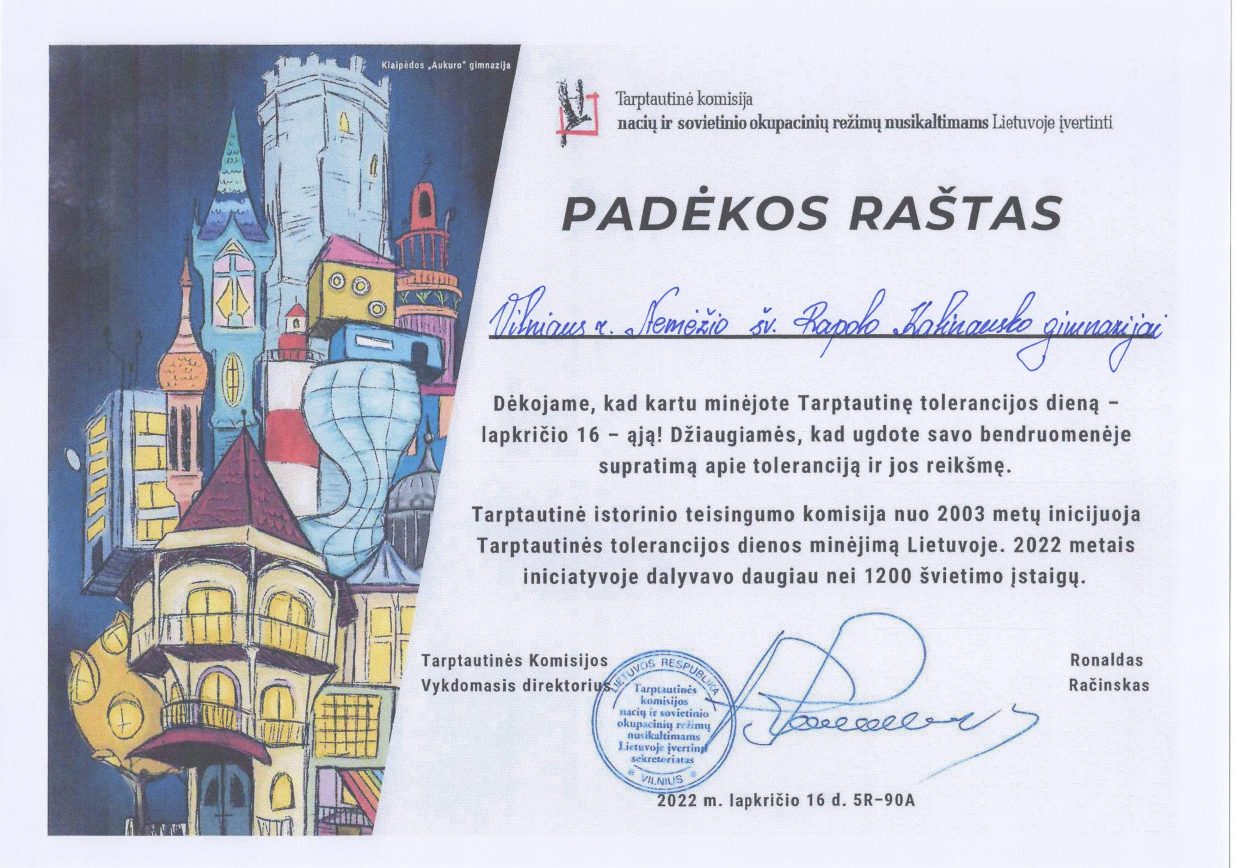 Klaipėdos „Aukuro“ gimnazija
Tarptautinė komisija
nacių ir sovietinio okupacinių režimų nusikaltimams Lietuvoje įvertinti
PADĖKOS RAŠTAS
Vilniaus r. Nemėžio šv. Rapolo Kalinausko gimnazijai
Dėkojame, kad kartu minėjote Tarptautinę tolerancijos dieną –
lapkričio 16 – ąją! Džiaugiamės, kad ugdote savo bendruomenėje
supratimą apie toleranciją ir jos reikšmę.
Tarptautinė istorinio teisingumo komisija nuo 2003 metų inicijuoja
Tarptautinės tolerancijos dienos minėjimą Lietuvoje. 2022 metais
iniciatyvoje dalyvavo daugiau nei 1200 švietimo įstaigų.
Tarptautinės Komisijos
Vykdomasis direktorius
LIETUVOS RESPUBLIKA
Tarptautinės
komisijos
nacių ir sovietinio
okupacinių režimų
nusikaltimams
Lietuvoje įvertinti
sekretoriatas
VILNIUS
Ronaldas
Račinskas
2022 m. lapkričio 16 d. 5R–90A